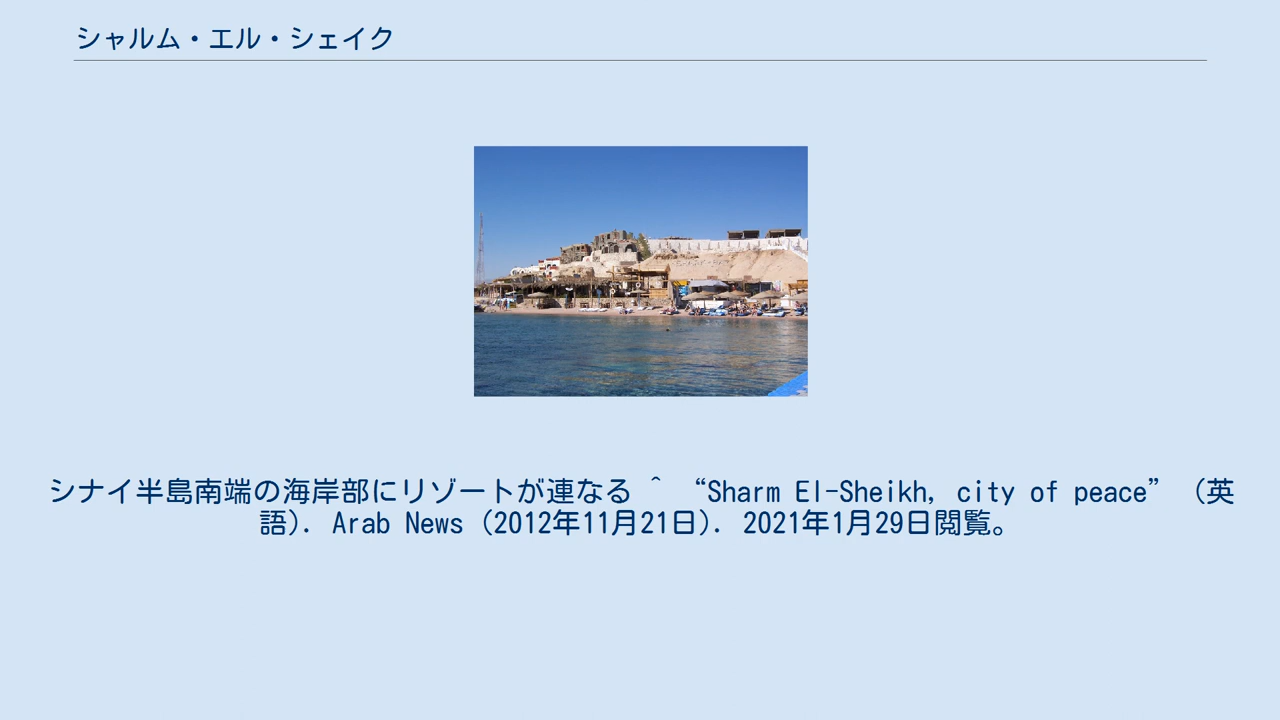 シャルム・エル・シェイク
シナイ半島南端の海岸部にリゾートが連なる ^ “Sharm El-Sheikh, city of peace” (英
語). Arab News (2012年11月21日). 2021年1月29日閲覧。